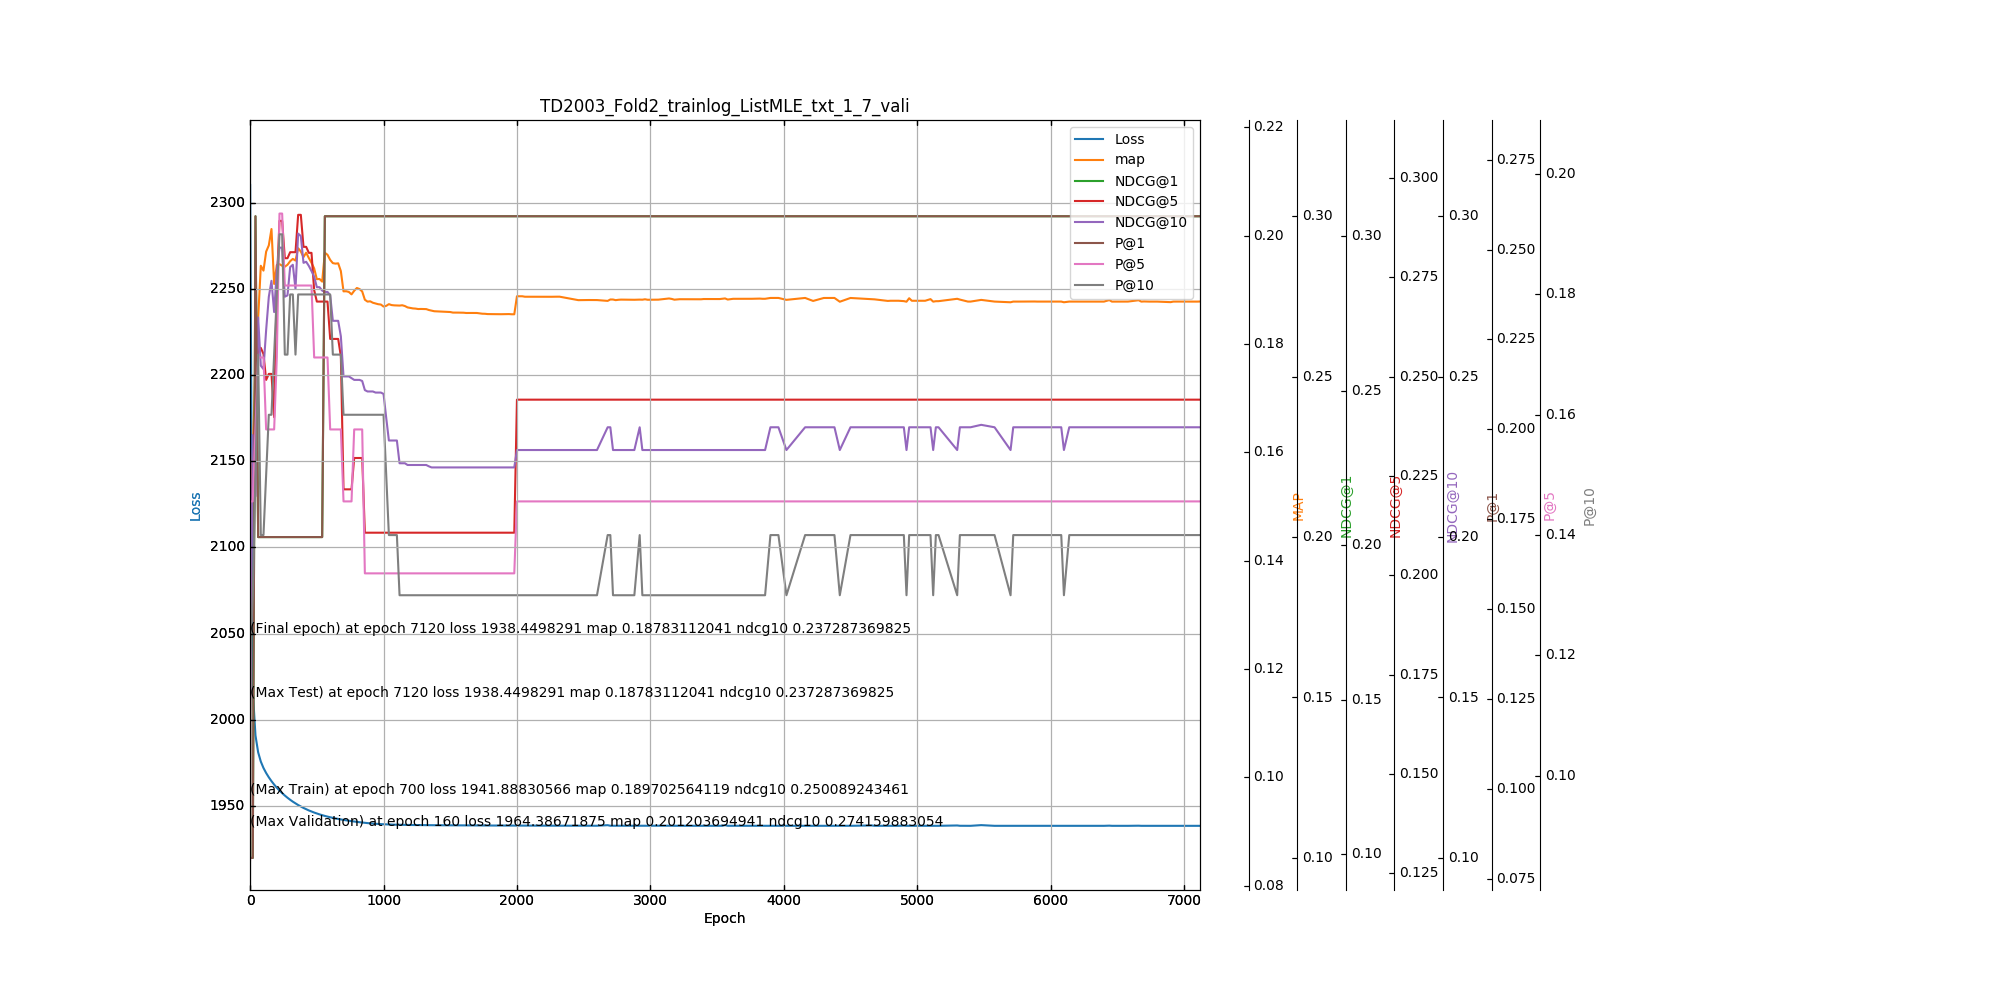 TD2003_Fold2_trainlog_ListMLE_txt_1_7_vali
Loss
map
NDCG@1
NDCG@5
NDCG@10
P@1
P@5
P@10
2300
2250
2200
2150
2100
2050
2000
1950
Loss
(Final epoch) at epoch 7120 loss 1938.4498291 map 0.18783112041 ndcg10 0.237287369825
(Max Test) at epoch 7120 loss 1938.4498291 map 0.18783112041 ndcg10 0.237287369825
(Max Train) at epoch 700 loss 1941.88830566 map 0.189702564119 ndcg10 0.250089243461
(Max Validation) at epoch 160 loss 1964.38671875 map 0.201203694941 ndcg10 0.274159883054
0 1000 2000 3000 4000 5000 6000 7000
Epoch
0.22
0.20
0.18
0.16
0.14
0.12
0.10
0.08
MAP
0.30
0.25
0.20
0.15
0.10
NDCG@1
0.30
0.25
0.20
0.15
0.10
NDCG@5
0.300
0.275
0.250
0.225
0.200
0.175
0.150
0.125
NDCG@10
0.30
0.25
0.20
0.15
0.10
P@1
0.275
0.250
0.225
0.200
0.175
0.150
0.125
0.100
0.075
P@5
0.20
0.18
0.16
0.14
0.12
0.10
P@10